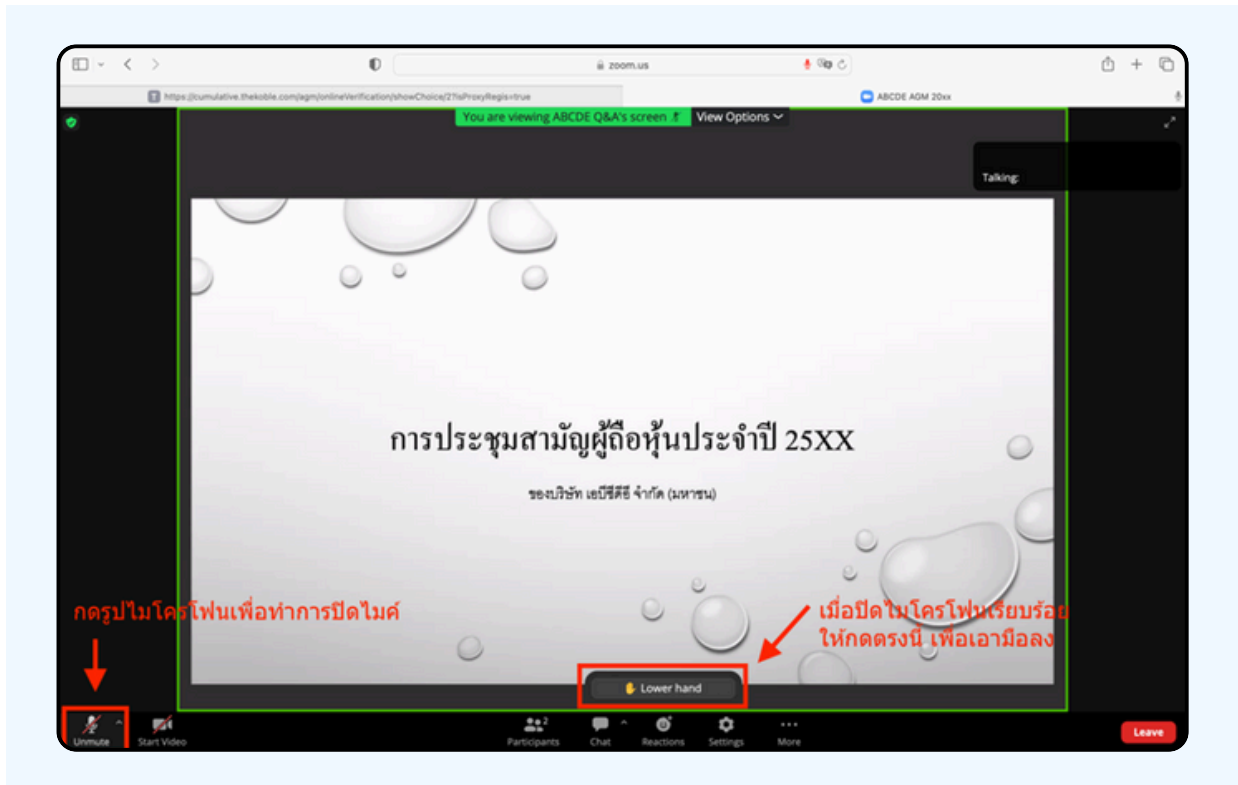 zoom.us
https://cumulative.thekoble.com/agm/onlineVerification/showChoice/2?isProxyRegis=true
ABCDE AGM 20xx
You are viewing ABCDE Q&A's screen
View Options
Talking:
การประชุมสามัญผู้ถือหุ้นประจำปี 25XX
ของบริษัท เอบีซีดีอี จำกัด (มหาชน)
กดรูปไมโครโฟนเพื่อทำการปิดไมค์
เมื่อปิดไมโครโฟนเรียบร้อย
ให้กดตรงนี้ เพื่อเอามือลง
Lower hand
Unmute
Start Video
Participants
2
Chat
Reactions
Settings
More
Leave